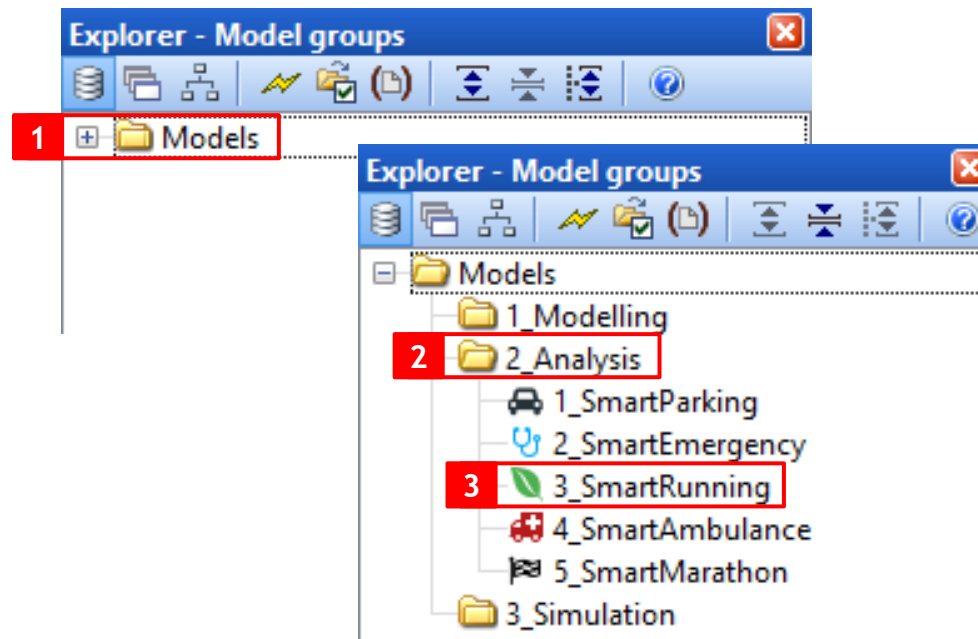 Explorer - Model groups
1 Models
Explorer - Model groups
Models
1_Modelling
2 2_Analysis
1_SmartParking
2_SmartEmergency
3 3_SmartRunning
4_SmartAmbulance
5_SmartMarathon
3_Simulation